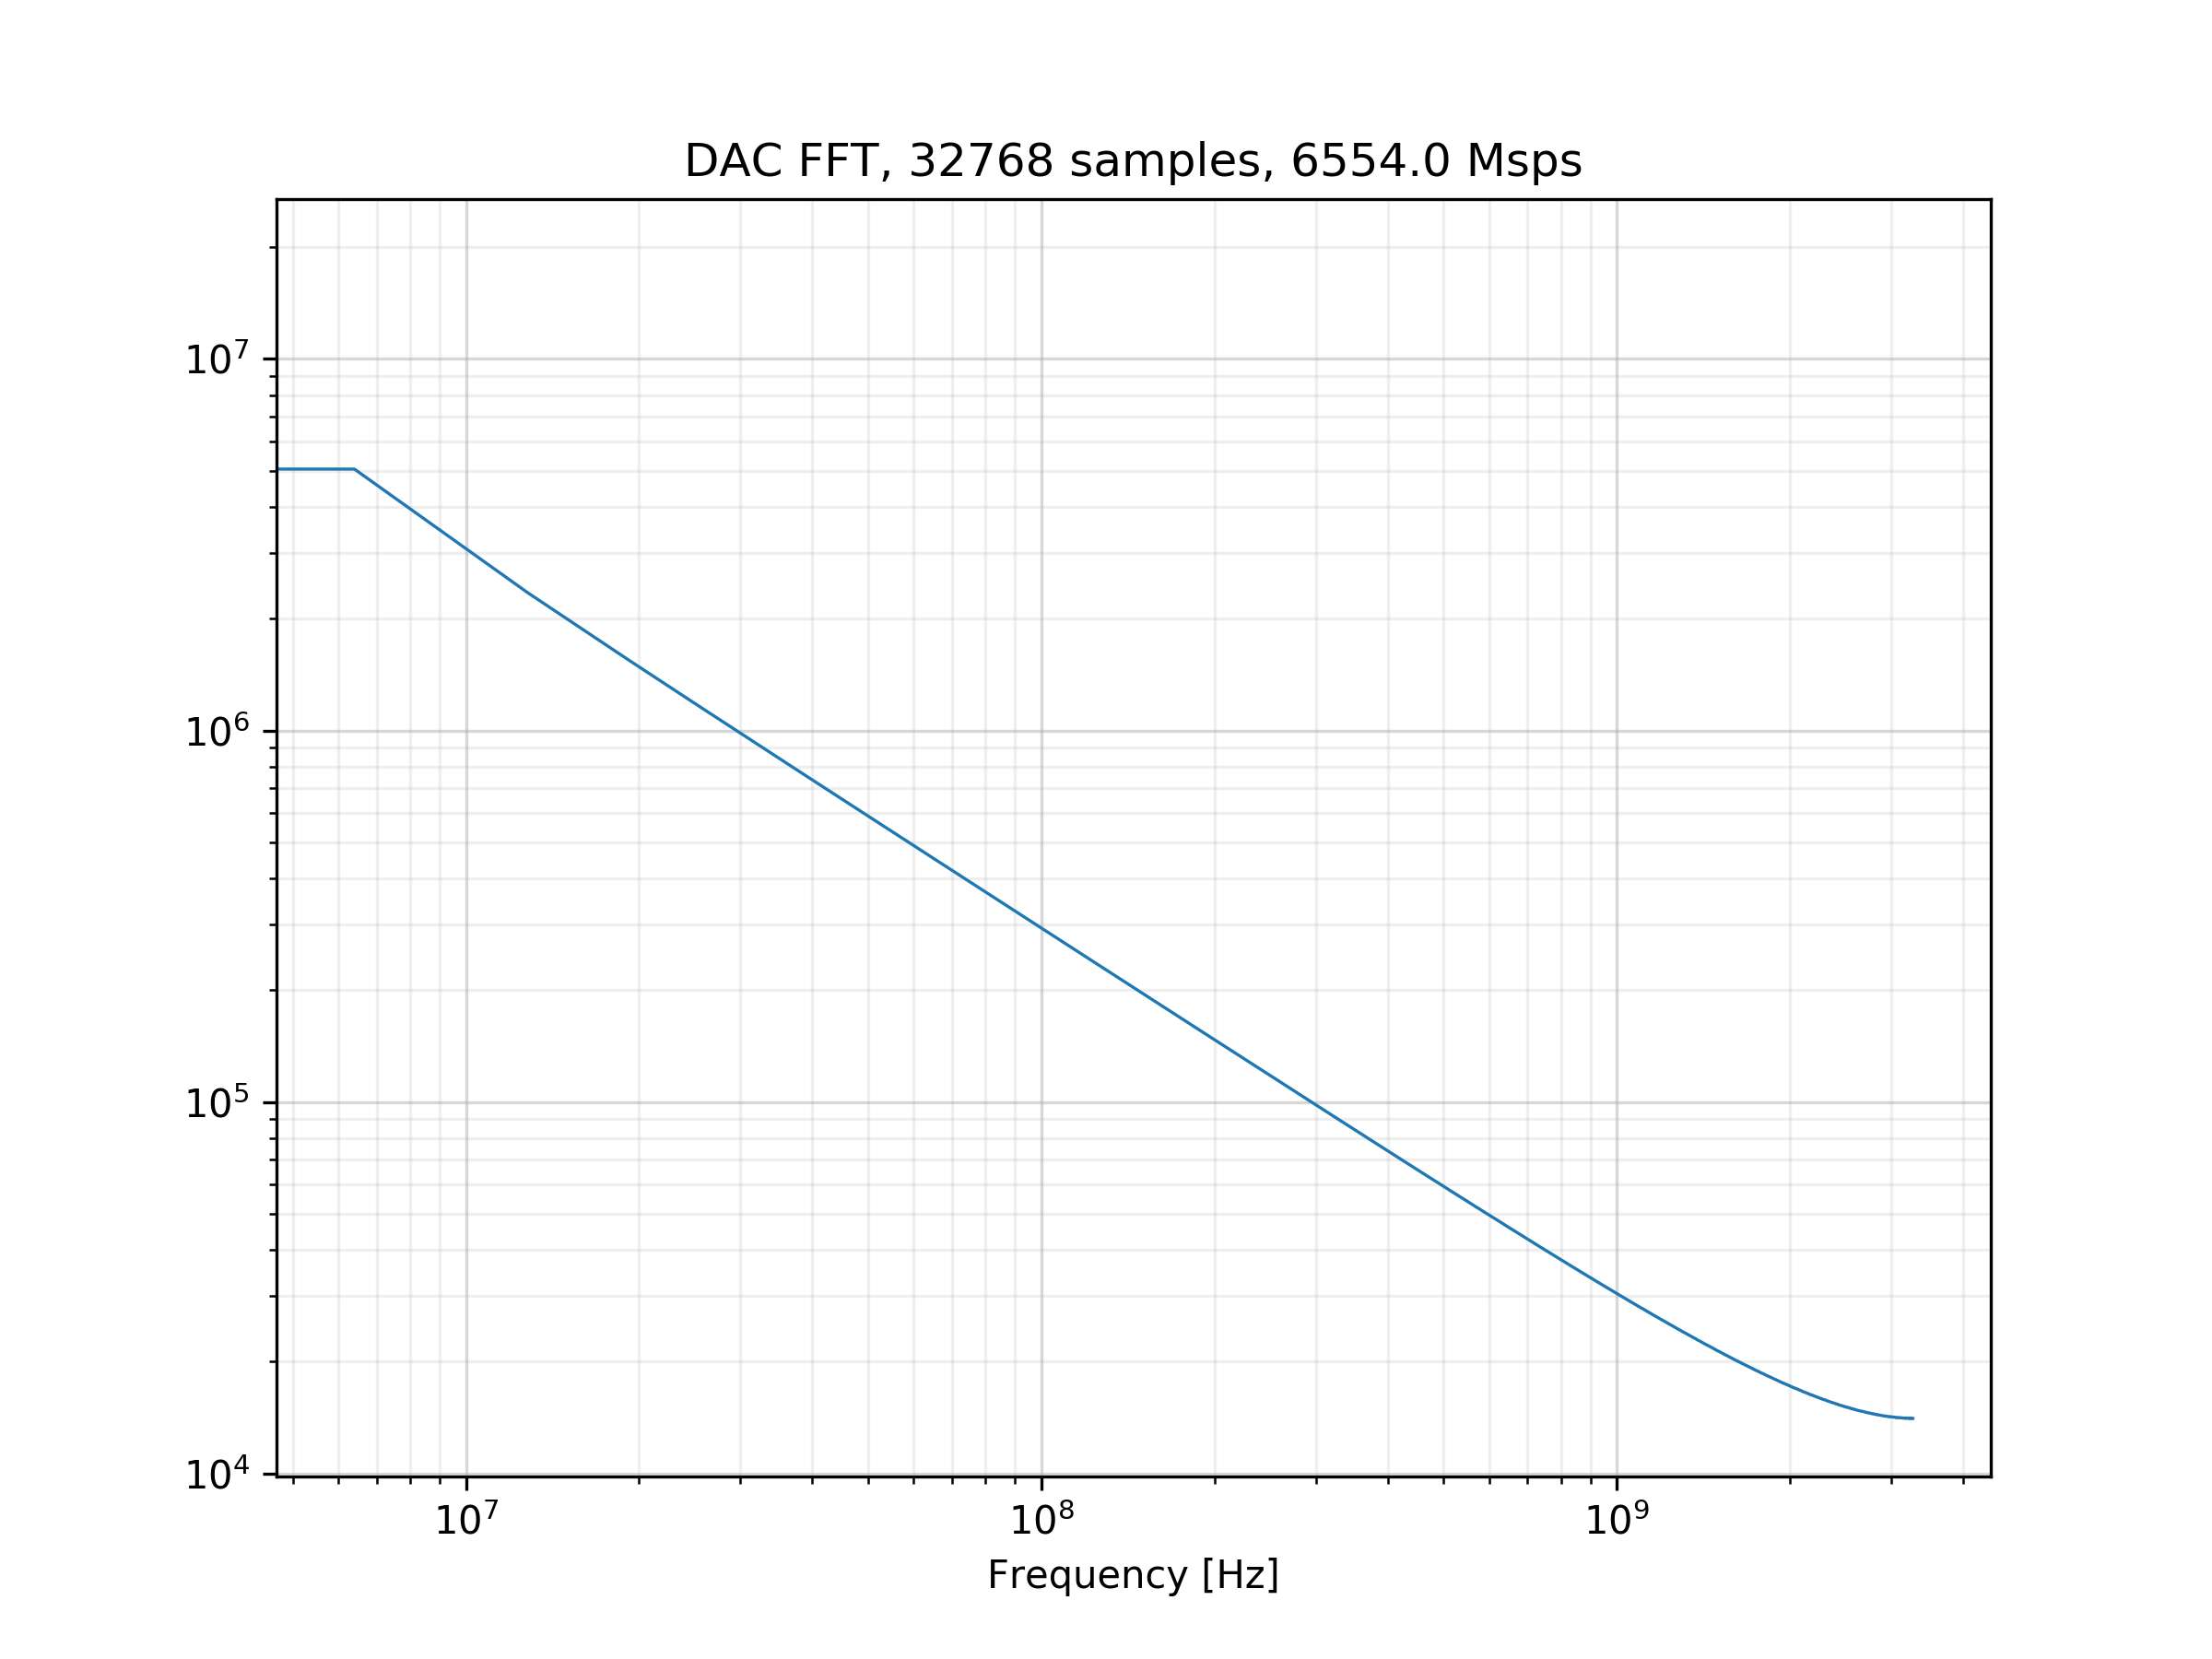 DAC FFT, 32768 samples, 6554.0 Msps
10⁷
10⁶
10⁵
10⁴
10⁷ 10⁸ 10⁹
Frequency [Hz]